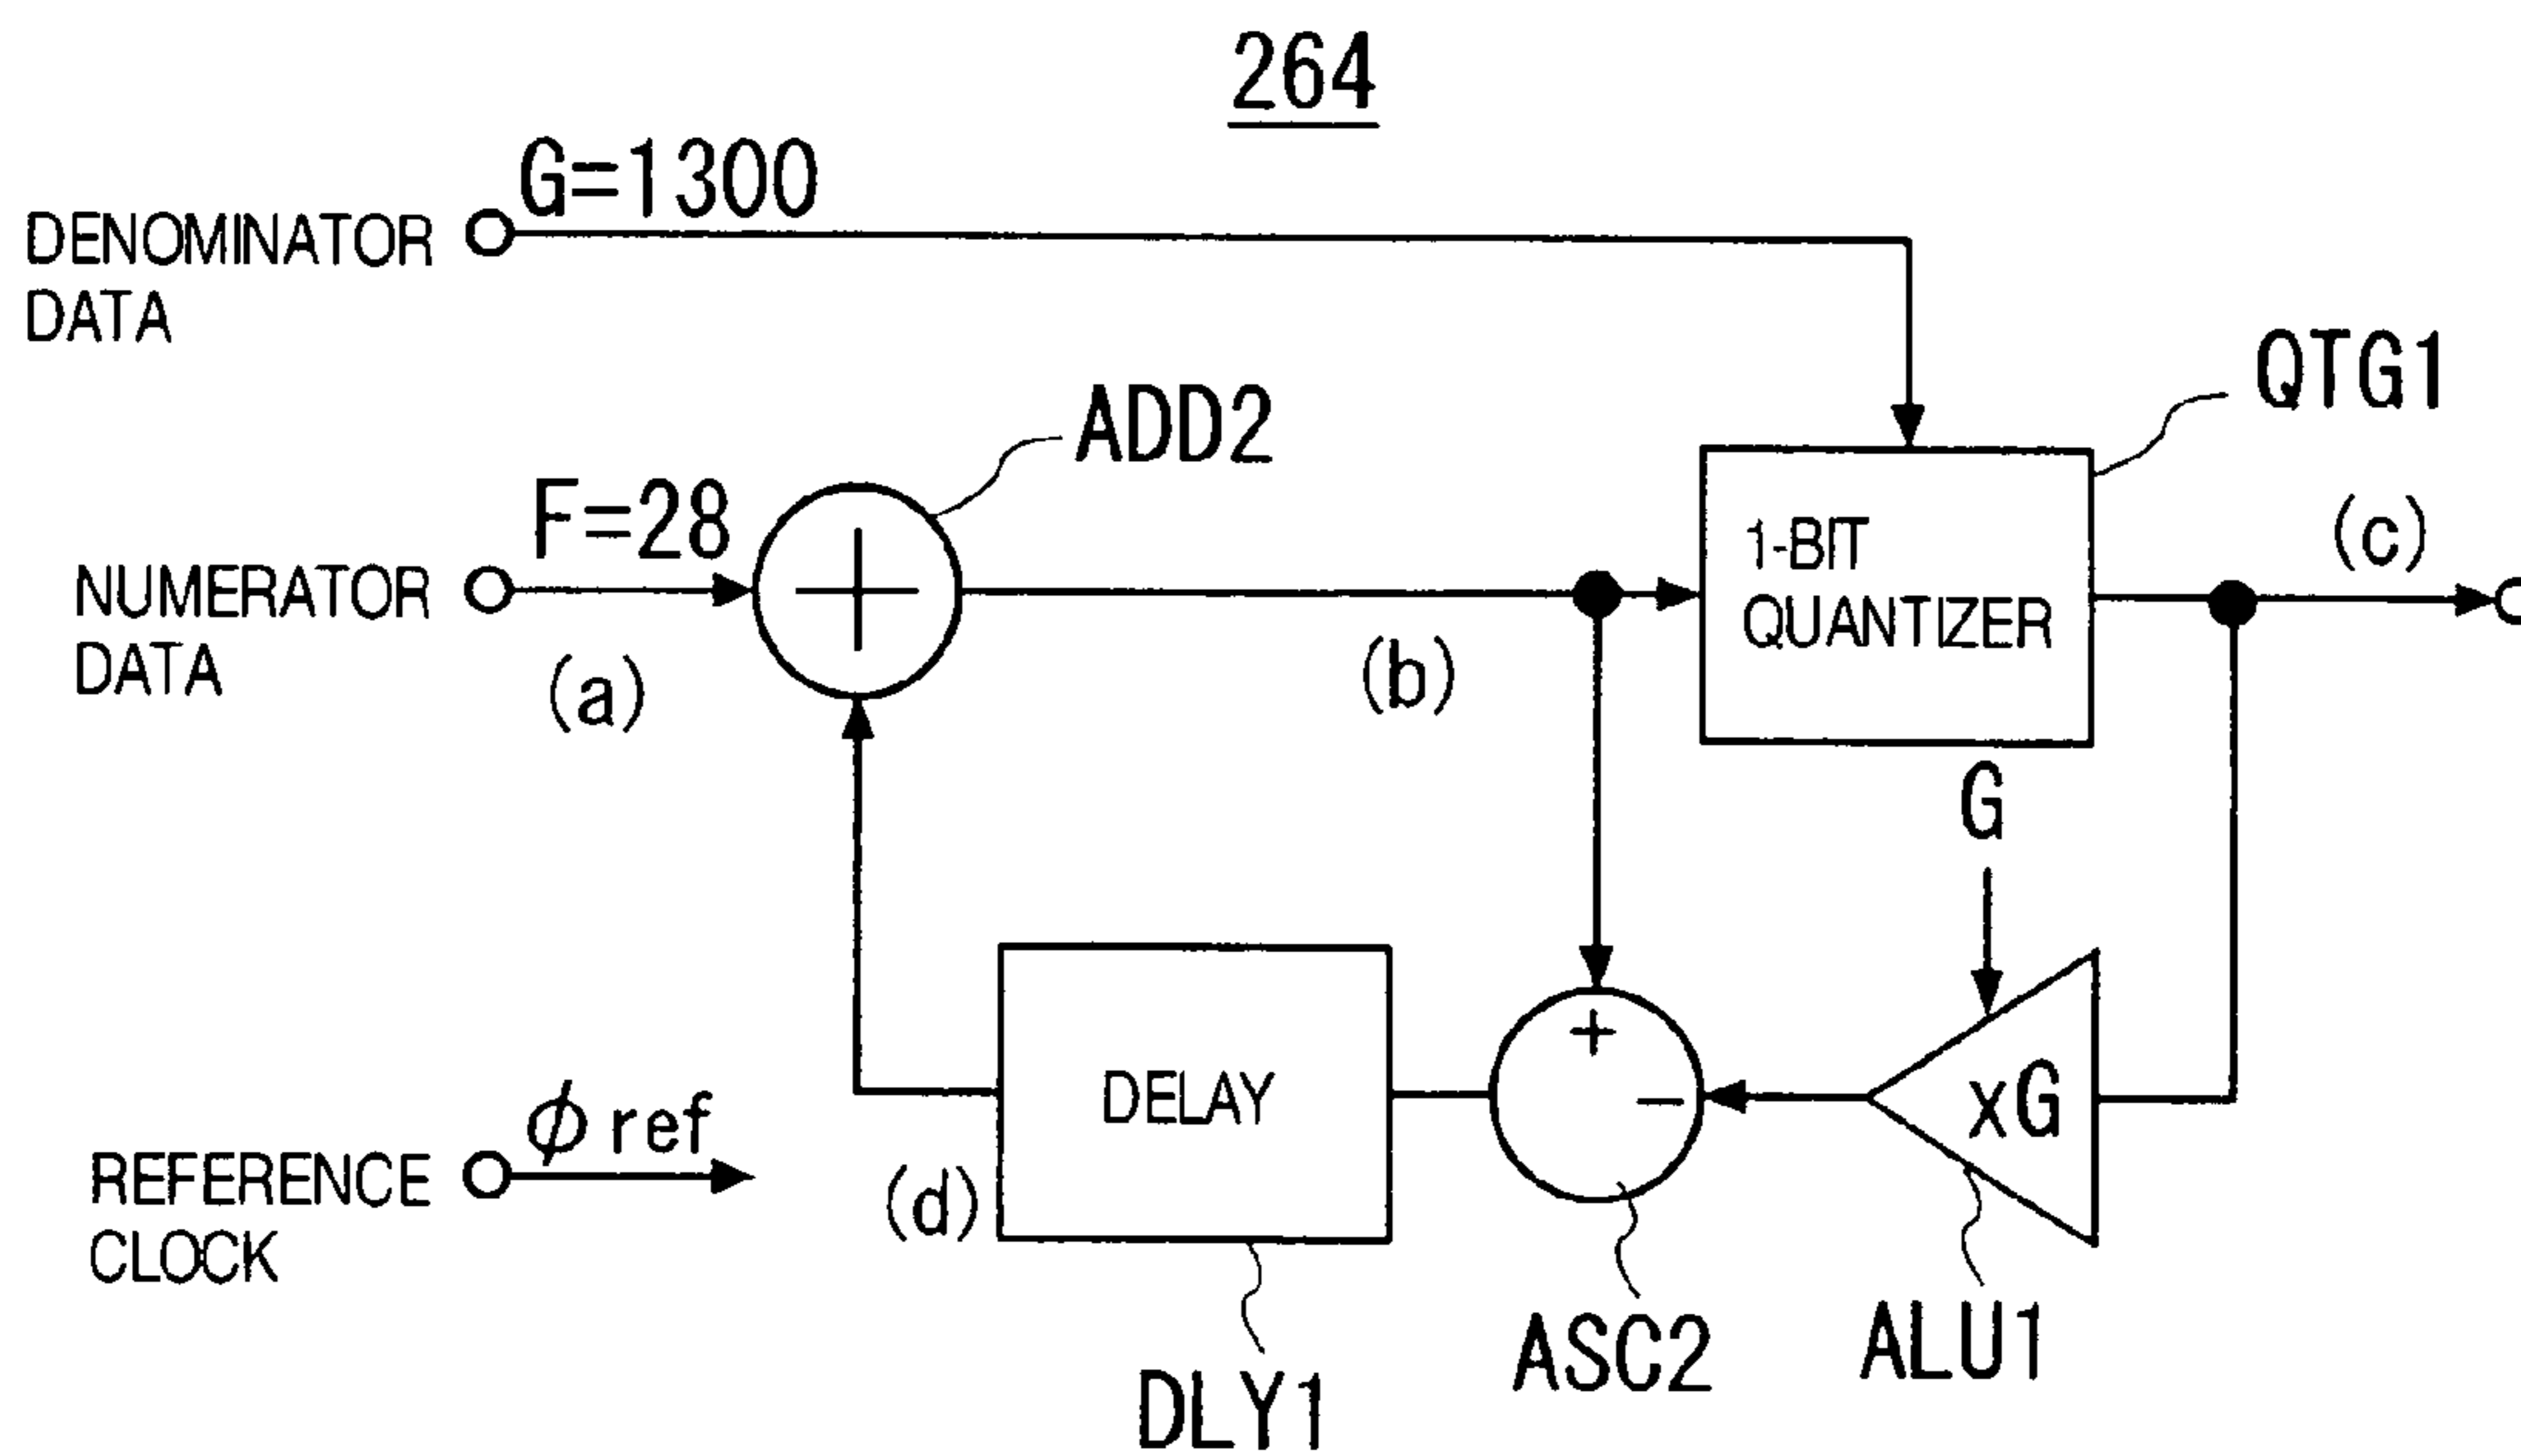 264
G=1300
DENOMINATOR
DATA
QTG1
ADD2
F=28
1-BIT
QUANTIZER
(c)
NUMERATOR
DATA
(a)
(b)
G
+
−
xG
DELAY
ϕ ref
REFERENCE
CLOCK
(d)
ASC2
ALU1
DLY1